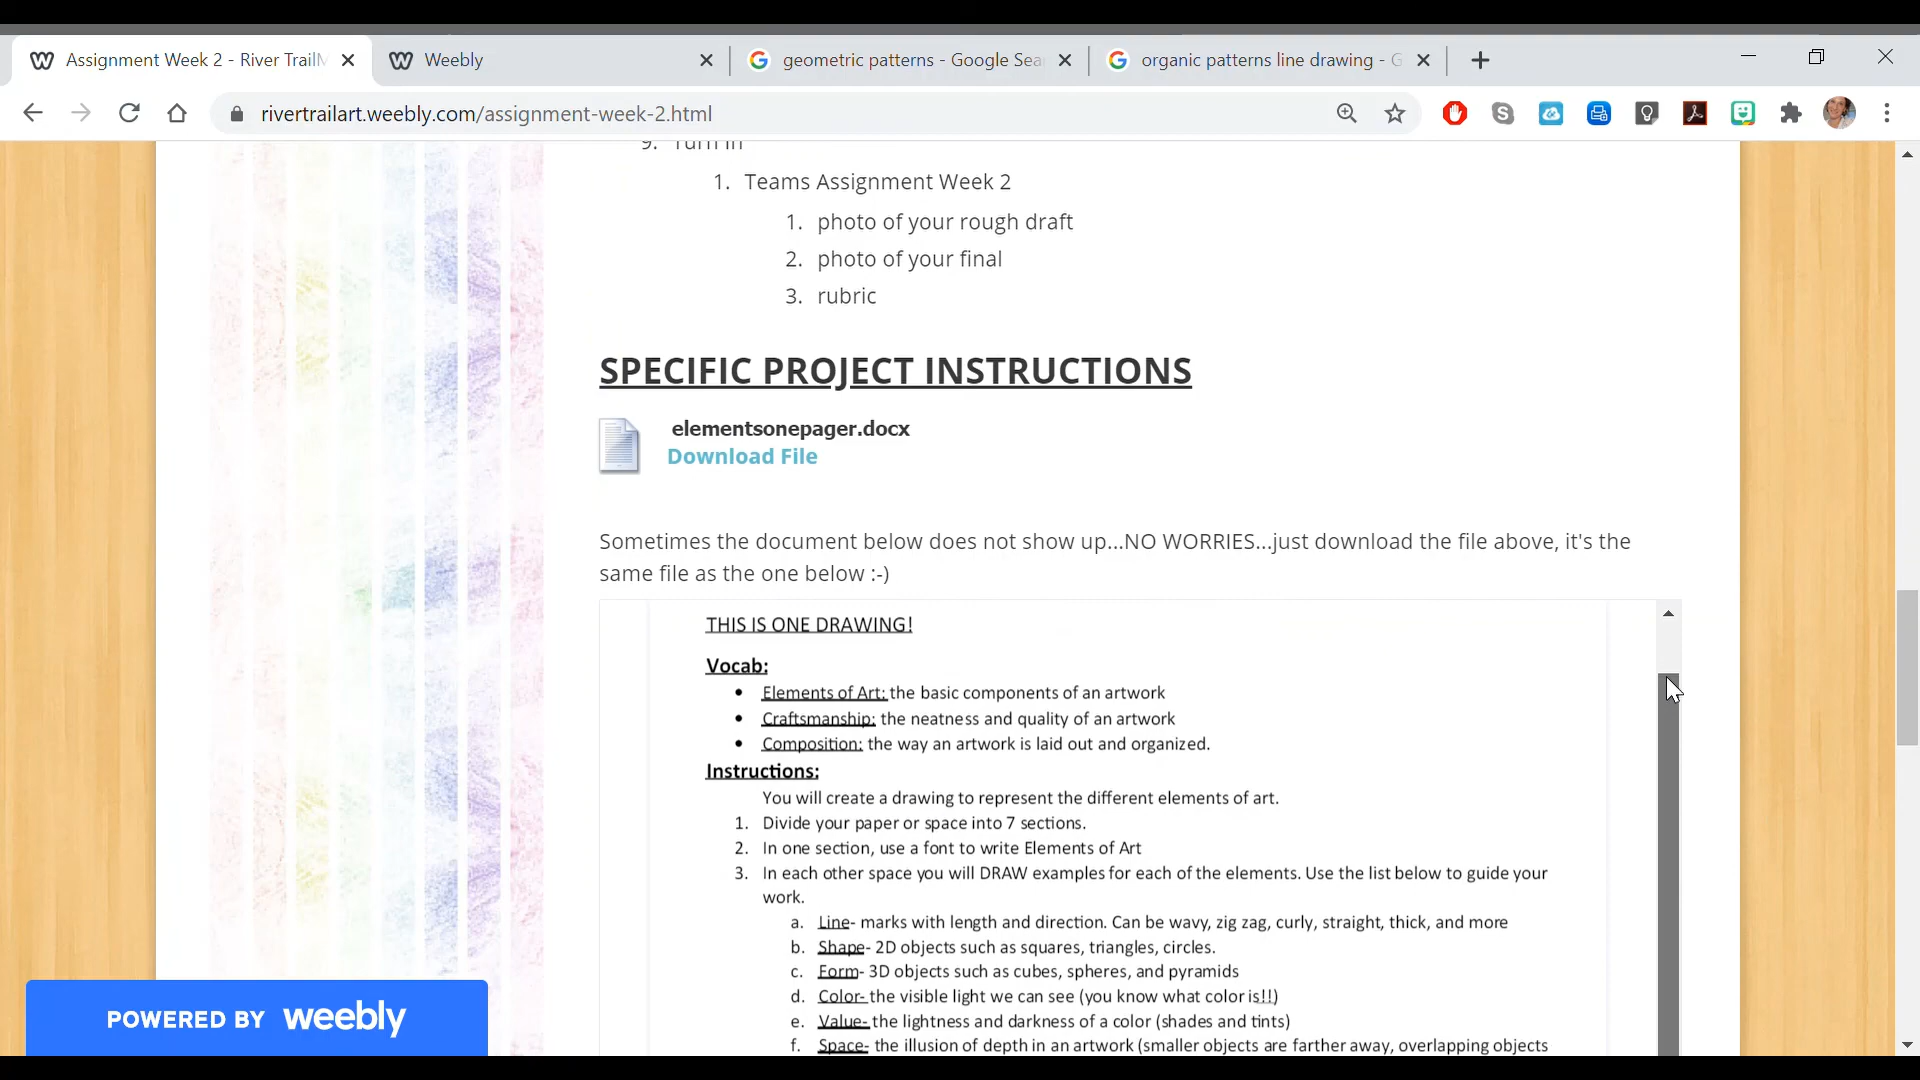 Assignment Week 2 - River TrailM
Weebly
geometric patterns - Google Sea
organic patterns line drawing - G
rivertrailart.weebly.com/assignment-week-2.html
9. Turn in
1. Teams Assignment Week 2
1. photo of your rough draft
2. photo of your final
3. rubric
SPECIFIC PROJECT INSTRUCTIONS
elementsonepager.docx
Download File
Sometimes the document below does not show up...NO WORRIES...just download the file above, it's the
same file as the one below :-)
THIS IS ONE DRAWING!
Vocab:
• Elements of Art: the basic components of an artwork
• Craftsmanship: the neatness and quality of an artwork
• Composition: the way an artwork is laid out and organized.
Instructions:
You will create a drawing to represent the different elements of art.
1. Divide your paper or space into 7 sections.
2. In one section, use a font to write Elements of Art
3. In each other space you will DRAW examples for each of the elements. Use the list below to guide your
work.
a. Line- marks with length and direction. Can be wavy, zig zag, curly, straight, thick, and more
b. Shape- 2D objects such as squares, triangles, circles.
c. Form- 3D objects such as cubes, spheres, and pyramids
d. Color- the visible light we can see (you know what color is!!)
e. Value- the lightness and darkness of a color (shades and tints)
f. Space- the illusion of depth in an artwork (smaller objects are farther away, overlapping objects
POWERED BY weebly